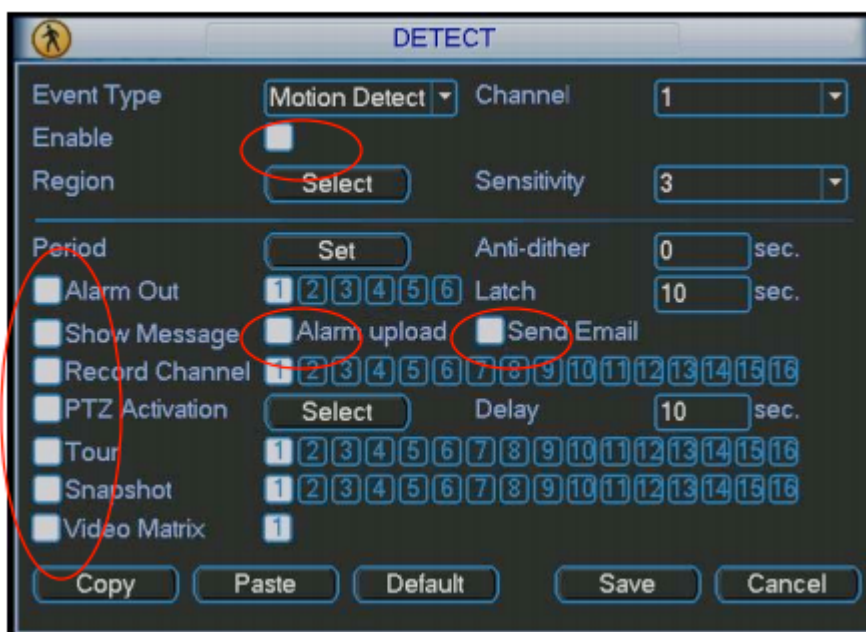 DETECT
Event Type Motion Detect Channel 1
Enable
Region Select Sensitivity 3
Period Set Anti-dither 0 sec.
Alarm Out 1 2 3 4 5 6 Latch 10 sec.
Show Message Alarm upload Send Email
Record Channel 1 2 3 4 5 6 7 8 9 10 11 12 13 14 15 16
PTZ Activation Select Delay 10 sec.
Tour 1 2 3 4 5 6 7 8 9 10 11 12 13 14 15 16
Snapshot 1 2 3 4 5 6 7 8 9 10 11 12 13 14 15 16
Video Matrix 1
Copy Paste Default Save Cancel